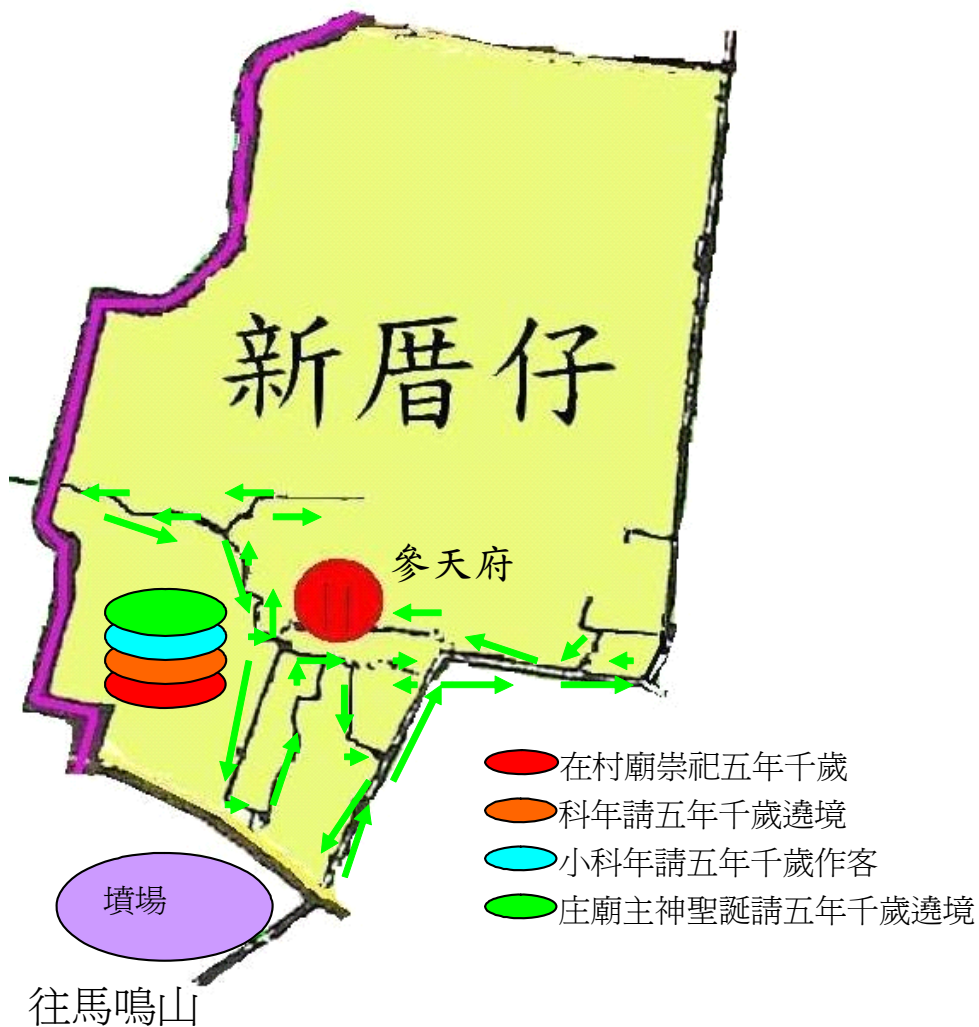 新厝仔
參天府
在村廟崇祀五年千歲
科年請五年千歲遶境
小科年請五年千歲作客
庄廟主神聖誕請五年千歲遶境
墳場
往馬鳴山